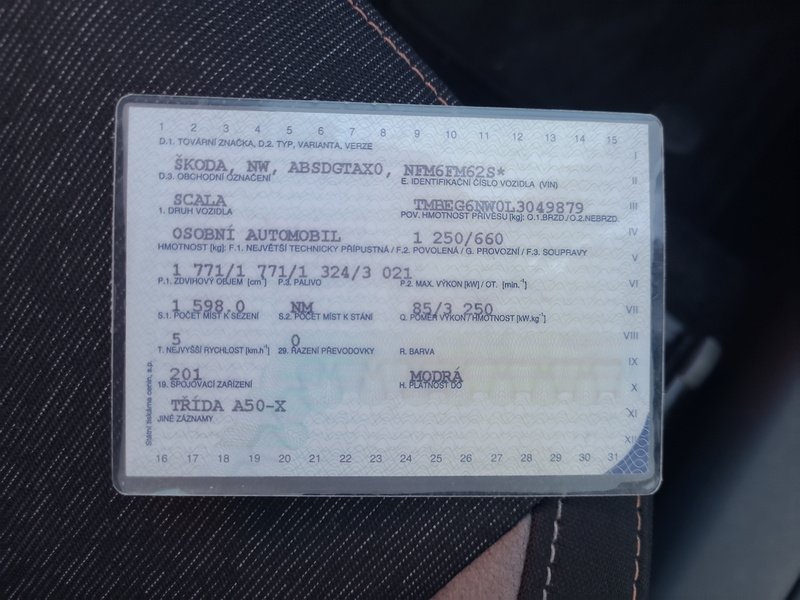 1 2 3 4 5 6 7 8 9 10 11 12 13 14 15
D.1. TOVÁRNÍ ZNAČKA, D.2. TYP, VARIANTA, VERZE
I
ŠKODA, NW, ABSDGTAX0, NFM6FM62S*
D.3. OBCHODNÍ OZNAČENÍ E. IDENTIFIKAČNÍ ČÍSLO VOZIDLA (VIN)
II
SCALA TMBEG6NW0L3049879
III
1. DRUH VOZIDLA POV. HMOTNOST PŘÍVĚSU [kg]: O.1.BRZD./O.2.NEBRZD.
OSOBNÍ AUTOMOBIL 1 250/660
IV
HMOTNOST [kg]: F.1. NEJVĚTŠÍ TECHNICKY PŘÍPUSTNÁ / F.2. POVOLENÁ / G. PROVOZNÍ / F.3. SOUPRAVY
V
1 771/1 771/1 324/3 021
P.1. ZDVIHOVÝ OBJEM [cm³] P.3. PALIVO P.2. MAX. VÝKON [kW] / OT. [min.⁻¹]
VI
1 598.0 NM 85/3 250
VII
S.1. POČET MÍST K SEZENÍ S.2. POČET MÍST K STÁNÍ Q. POMĚR VÝKON / HMOTNOST [kW.kg⁻¹]
5 0
VIII
T. NEJVYŠŠÍ RYCHLOST [km.h⁻¹] 29. ŘAZENÍ PŘEVODOVKY R. BARVA
IX
201 MODRÁ
19. SPOJOVACÍ ZAŘÍZENÍ H. PLATNOST DO
X
TŘÍDA A50-X
XI
JINÉ ZÁZNAMY
XII
16 17 18 19 20 21 22 23 24 25 26 27 28 29 30 31
Státní tiskárna cenin, s.p.